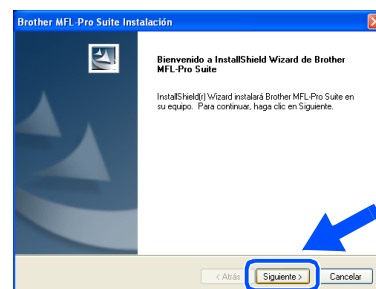 Brother MFL-Pro Suite Instalación
Bienvenido a InstallShield Wizard de Brother
MFL-Pro Suite
InstallShield(r) Wizard instalará Brother MFL-Pro Suite en
su equipo. Para continuar, haga clic en Siguiente.
< Atrás
Siguiente >
Cancelar